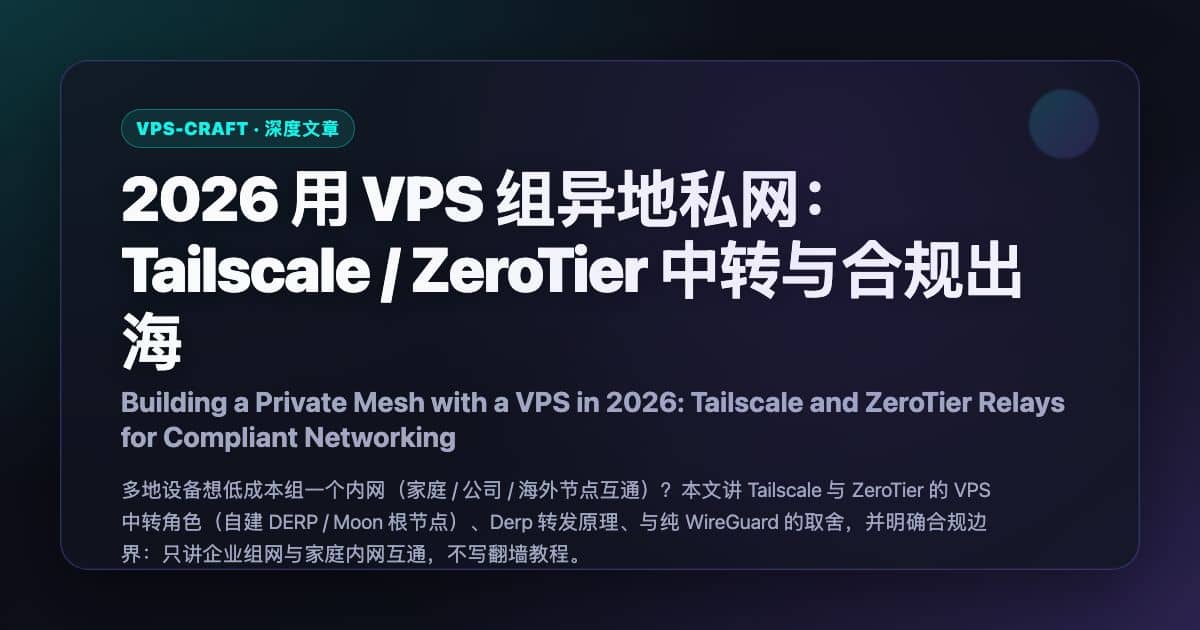 VPS-CRAFT · 深度文章
2026 用 VPS 组异地私网：
Tailscale / ZeroTier 中转与合规出
海
Building a Private Mesh with a VPS in 2026: Tailscale and ZeroTier Relays
for Compliant Networking
多地设备想低成本组一个内网（家庭 / 公司 / 海外节点互通）？本文讲 Tailscale 与 ZeroTier 的 VPS
中转角色（自建 DERP / Moon 根节点）、Derp 转发原理、与纯 WireGuard 的取舍，并明确合规边
界：只讲企业组网与家庭内网互通，不写翻墙教程。